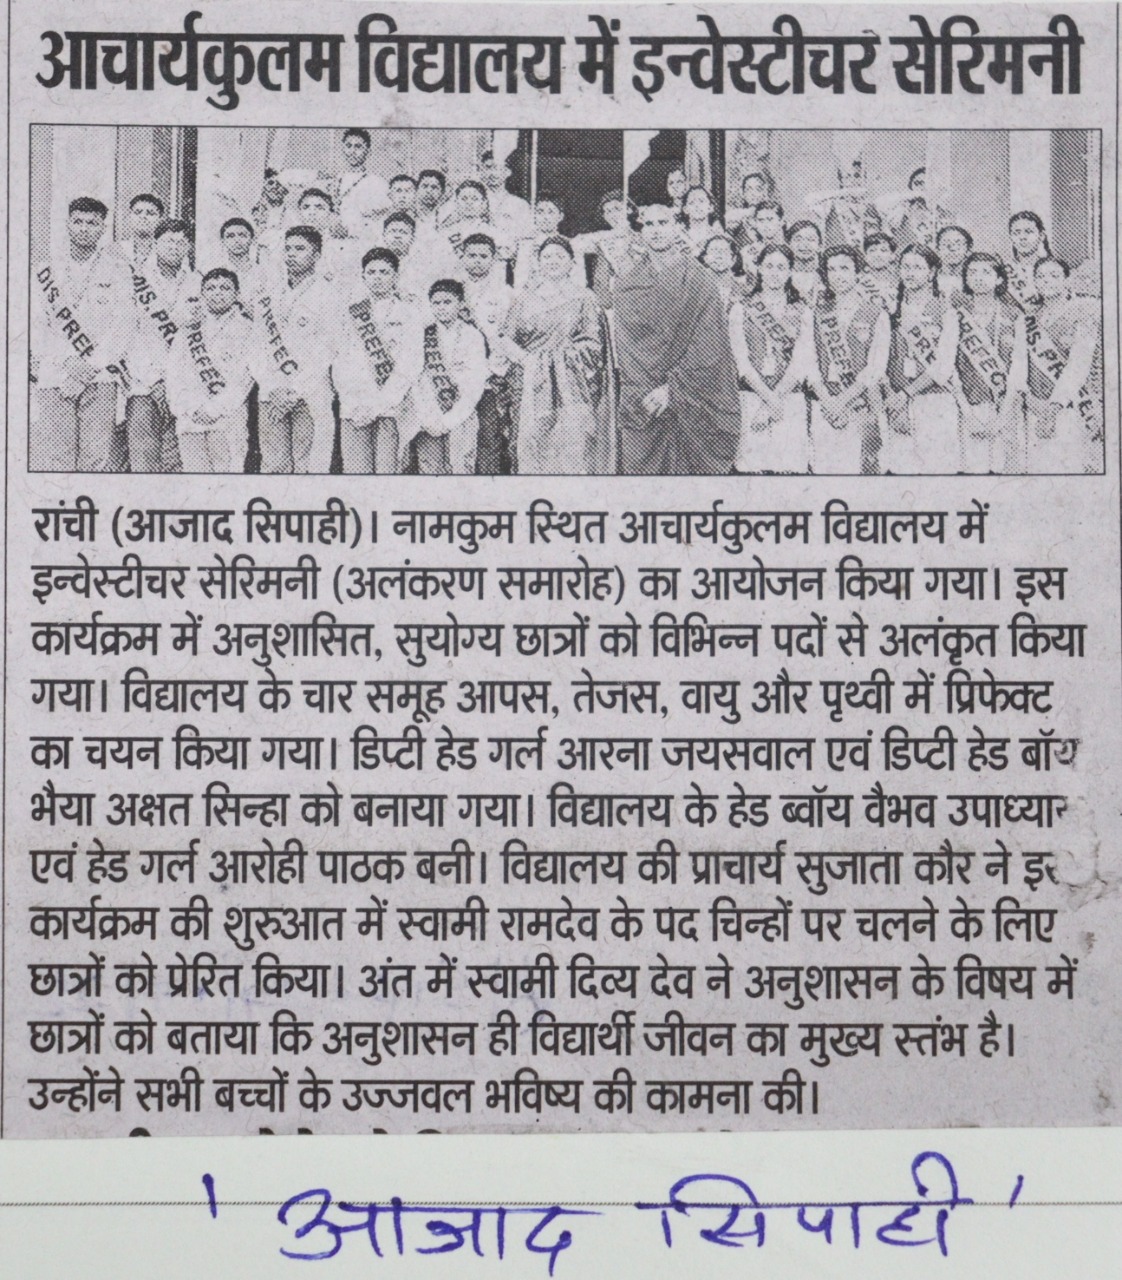 आचार्यकुलम विद्यालय में इन्वेस्टीचर सेरिमनी
DIS. PREF
DIS. PR
PREFEC
PREFEC
PREFE
PREFEC
PREF
PREFE
PRE
PREFEC
DIS. P
DIS. PR
रांची (आजाद सिपाही)। नामकुम स्थित आचार्यकुलम विद्यालय में
इन्वेस्टीचर सेरिमनी (अलंकरण समारोह) का आयोजन किया गया। इस
कार्यक्रम में अनुशासित, सुयोग्य छात्रों को विभिन्न पदों से अलंकृत किया
गया। विद्यालय के चार समूह आपस, तेजस, वायु और पृथ्वी में प्रिफेक्ट
का चयन किया गया। डिप्टी हेड गर्ल आरना जयसवाल एवं डिप्टी हेड बॉय
भैया अक्षत सिन्हा को बनाया गया। विद्यालय के हेड ब्वॉय वैभव उपाध्याय
एवं हेड गर्ल आरोही पाठक बनी। विद्यालय की प्राचार्य सुजाता कौर ने इस
कार्यक्रम की शुरुआत में स्वामी रामदेव के पद चिन्हों पर चलने के लिए
छात्रों को प्रेरित किया। अंत में स्वामी दिव्य देव ने अनुशासन के विषय में
छात्रों को बताया कि अनुशासन ही विद्यार्थी जीवन का मुख्य स्तंभ है।
उन्होंने सभी बच्चों के उज्जवल भविष्य की कामना की।
'आजाद सिपाही'